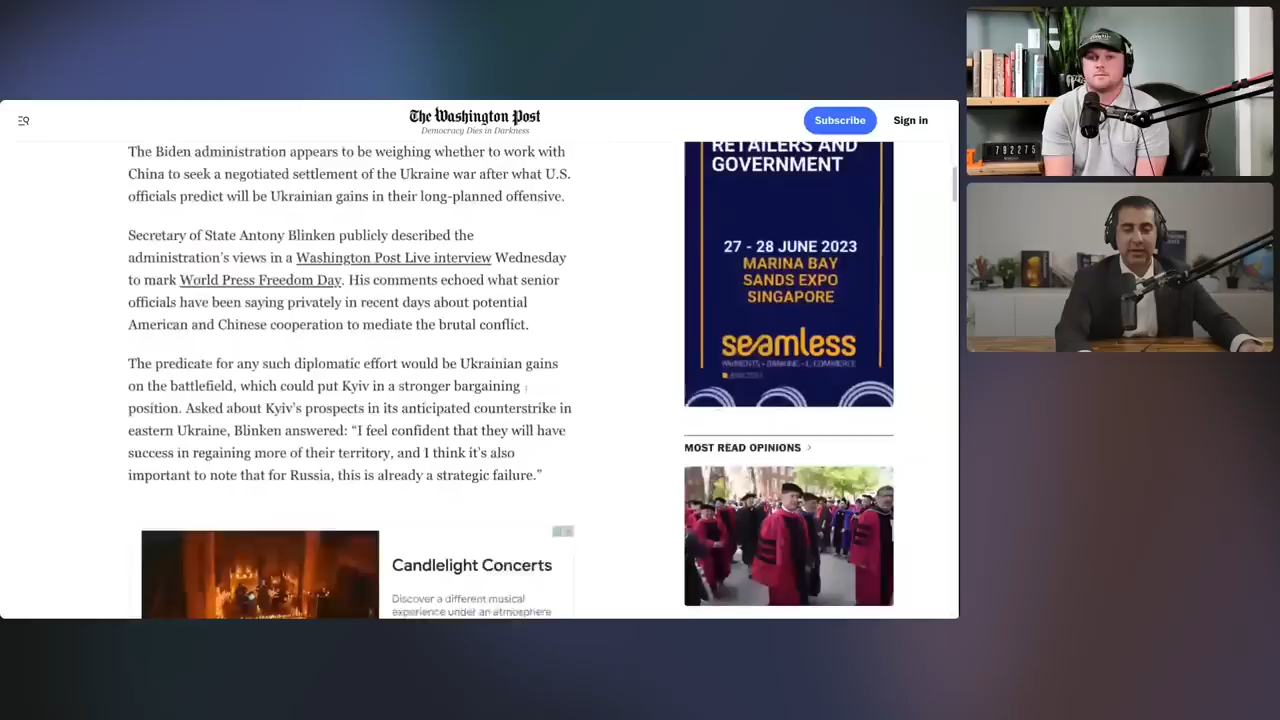 The Washington Post
Democracy Dies in Darkness
Subscribe
Sign in
The Biden administration appears to be weighing whether to work with
China to seek a negotiated settlement of the Ukraine war after what U.S.
officials predict will be Ukrainian gains in their long-planned offensive.
Secretary of State Antony Blinken publicly described the
administration’s views in a Washington Post Live interview Wednesday
to mark World Press Freedom Day. His comments echoed what senior
officials have been saying privately in recent days about potential
American and Chinese cooperation to mediate the brutal conflict.
The predicate for any such diplomatic effort would be Ukrainian gains
on the battlefield, which could put Kyiv in a stronger bargaining
position. Asked about Kyiv’s prospects in its anticipated counterstrike in
eastern Ukraine, Blinken answered: “I feel confident that they will have
success in regaining more of their territory, and I think it’s also
important to note that for Russia, this is already a strategic failure.”
Candlelight Concerts
Discover a different musical
experience under an atmosphere
RETAILERS AND
GOVERNMENT
27 - 28 JUNE 2023
MARINA BAY
SANDS EXPO
SINGAPORE
seamless
PAYMENTS • BANKING • E-COMMERCE
MOST READ OPINIONS >
792275